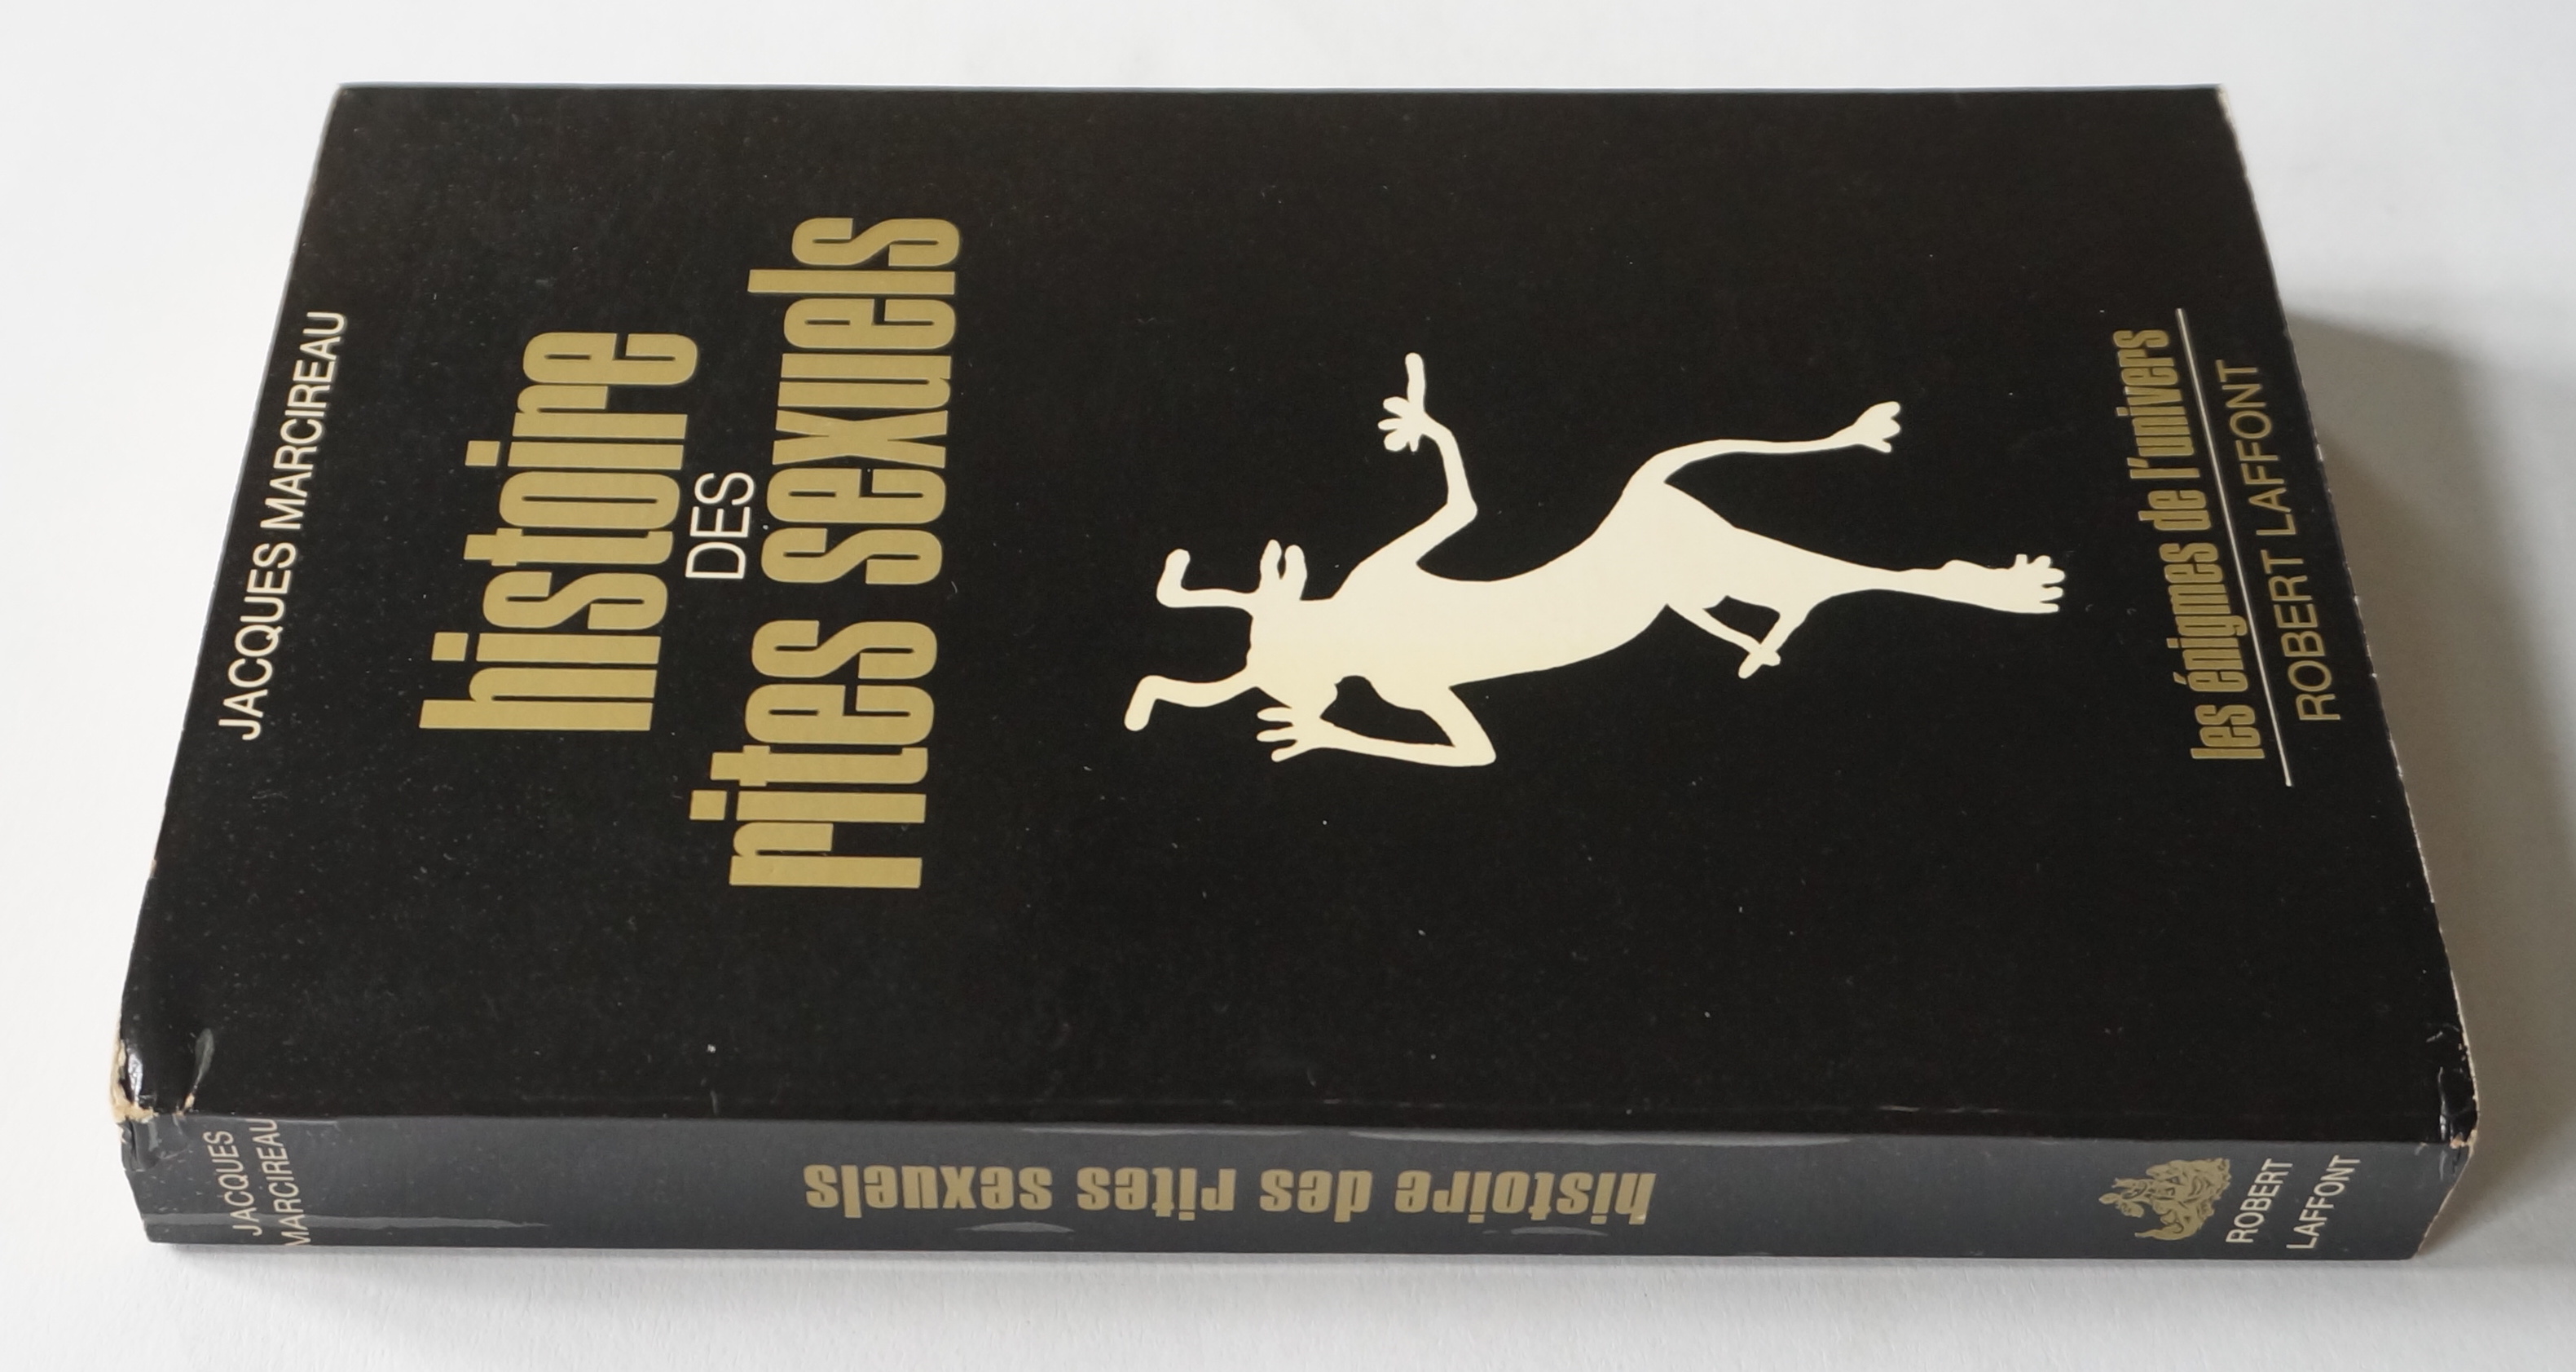 JACQUES MARCIREAU
histoire
DES
rites sexuels
les énigmes de l'univers
ROBERT LAFFONT
JACQUES
MARCIREAU
histoire des rites sexuels
ROBERT
LAFFONT